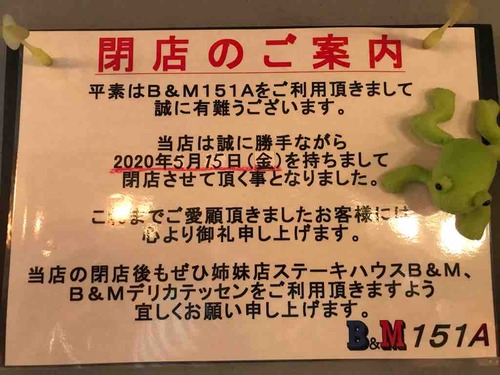 閉店のご案内
平素はB&M151Aをご利用頂きまして
誠に有難うございます。
当店は誠に勝手ながら
2020年5月15日(金)を持ちまして
閉店させて頂く事となりました。
これまでご愛顧頂きましたお客様には
心より御礼申し上げます。
当店の閉店後もぜひ姉妹店ステーキハウスB&M、
B&Mデリカテッセンをご利用頂きますよう
宜しくお願い申し上げます。
B&M151A